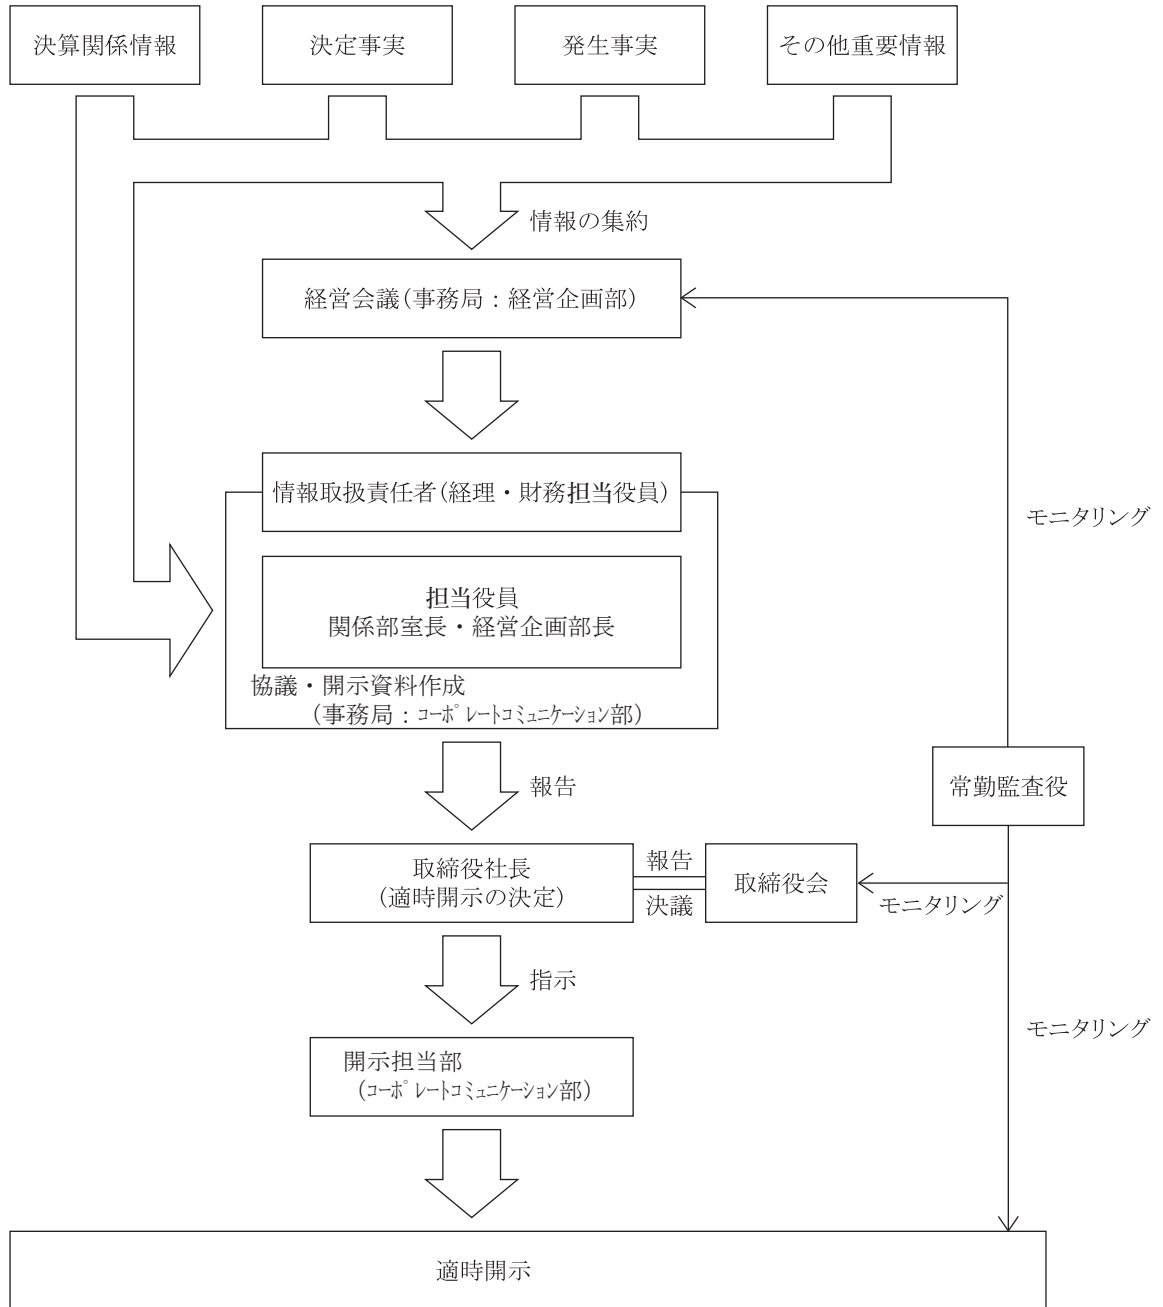 決算関係情報
決定事実
発生事実
その他重要情報
情報の集約
経営会議(事務局：経営企画部)
情報取扱責任者(経理・財務担当役員)
モニタリング
担当役員
関係部室長・経営企画部長
協議・開示資料作成
(事務局：ｺｰﾎﾟﾚｰﾄｺﾐｭﾆｹｰｼｮﾝ部)
報告
常勤監査役
取締役社長
(適時開示の決定)
報告
決議
取締役会
モニタリング
指示
モニタリング
開示担当部
(ｺｰﾎﾟﾚｰﾄｺﾐｭﾆｹｰｼｮﾝ部)
適時開示